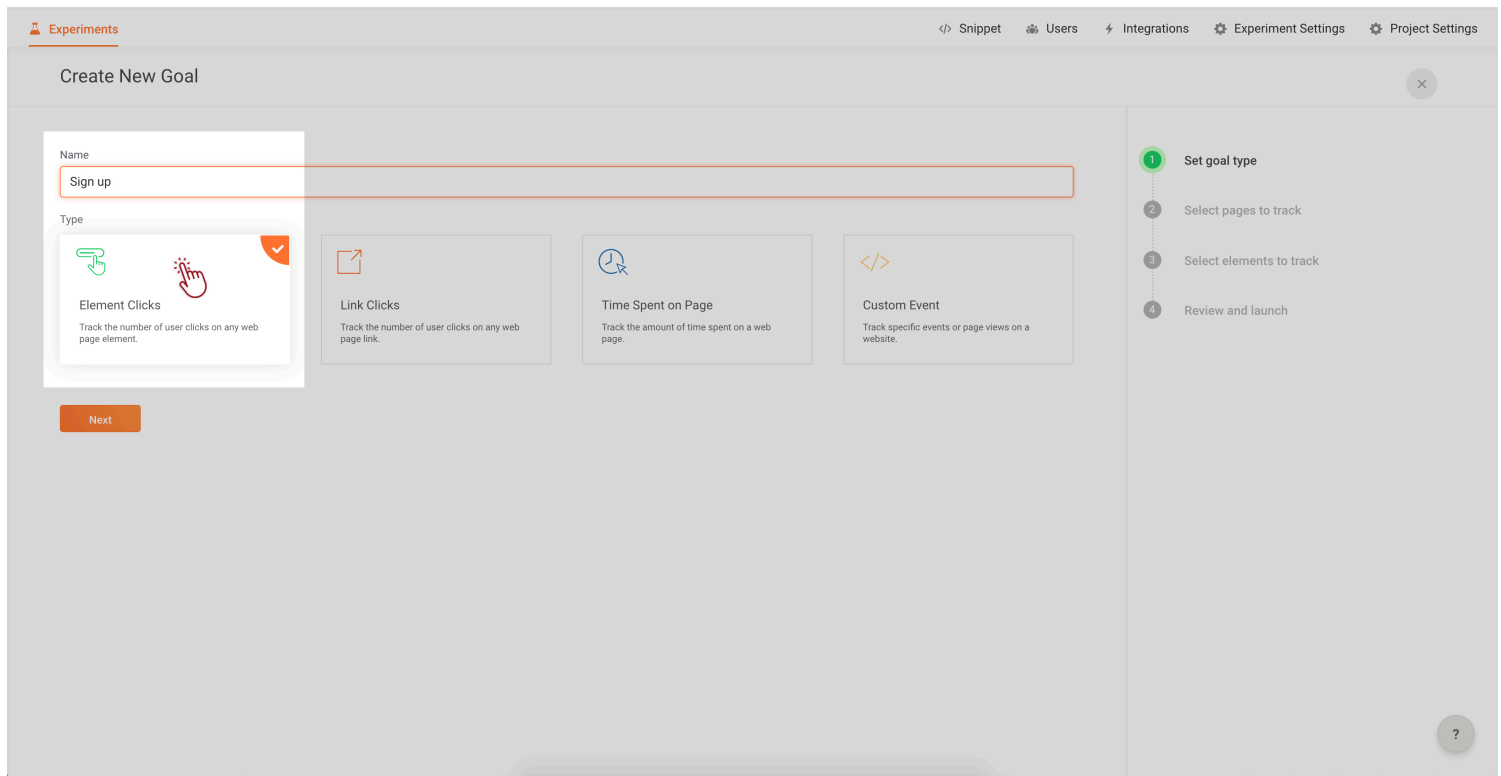 Experiments
Snippet Users Integrations Experiment Settings Project Settings
Create New Goal
Name
Sign up
Type
Element Clicks
Track the number of user clicks on any web
page element.
Link Clicks
Track the number of user clicks on any web
page link.
Time Spent on Page
Track the amount of time spent on a web
page.
Custom Event
Track specific events or page views on a
website.
Next
1 Set goal type
2 Select pages to track
3 Select elements to track
4 Review and launch
?